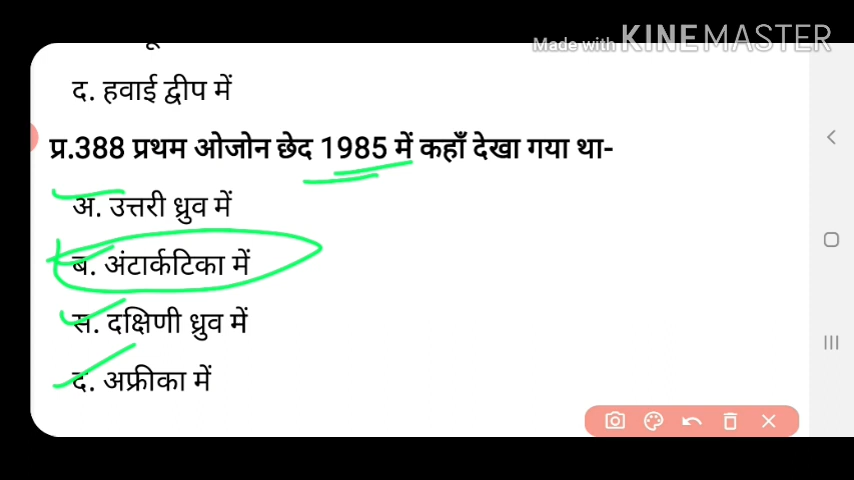 Made with KINEMASTER
द. हवाई द्वीप में
प्र.388 प्रथम ओजोन छेद 1985 में कहाँ देखा गया था-
अ. उत्तरी ध्रुव में
ब. अंटार्कटिका में
स. दक्षिणी ध्रुव में
द. अफ्रीका में